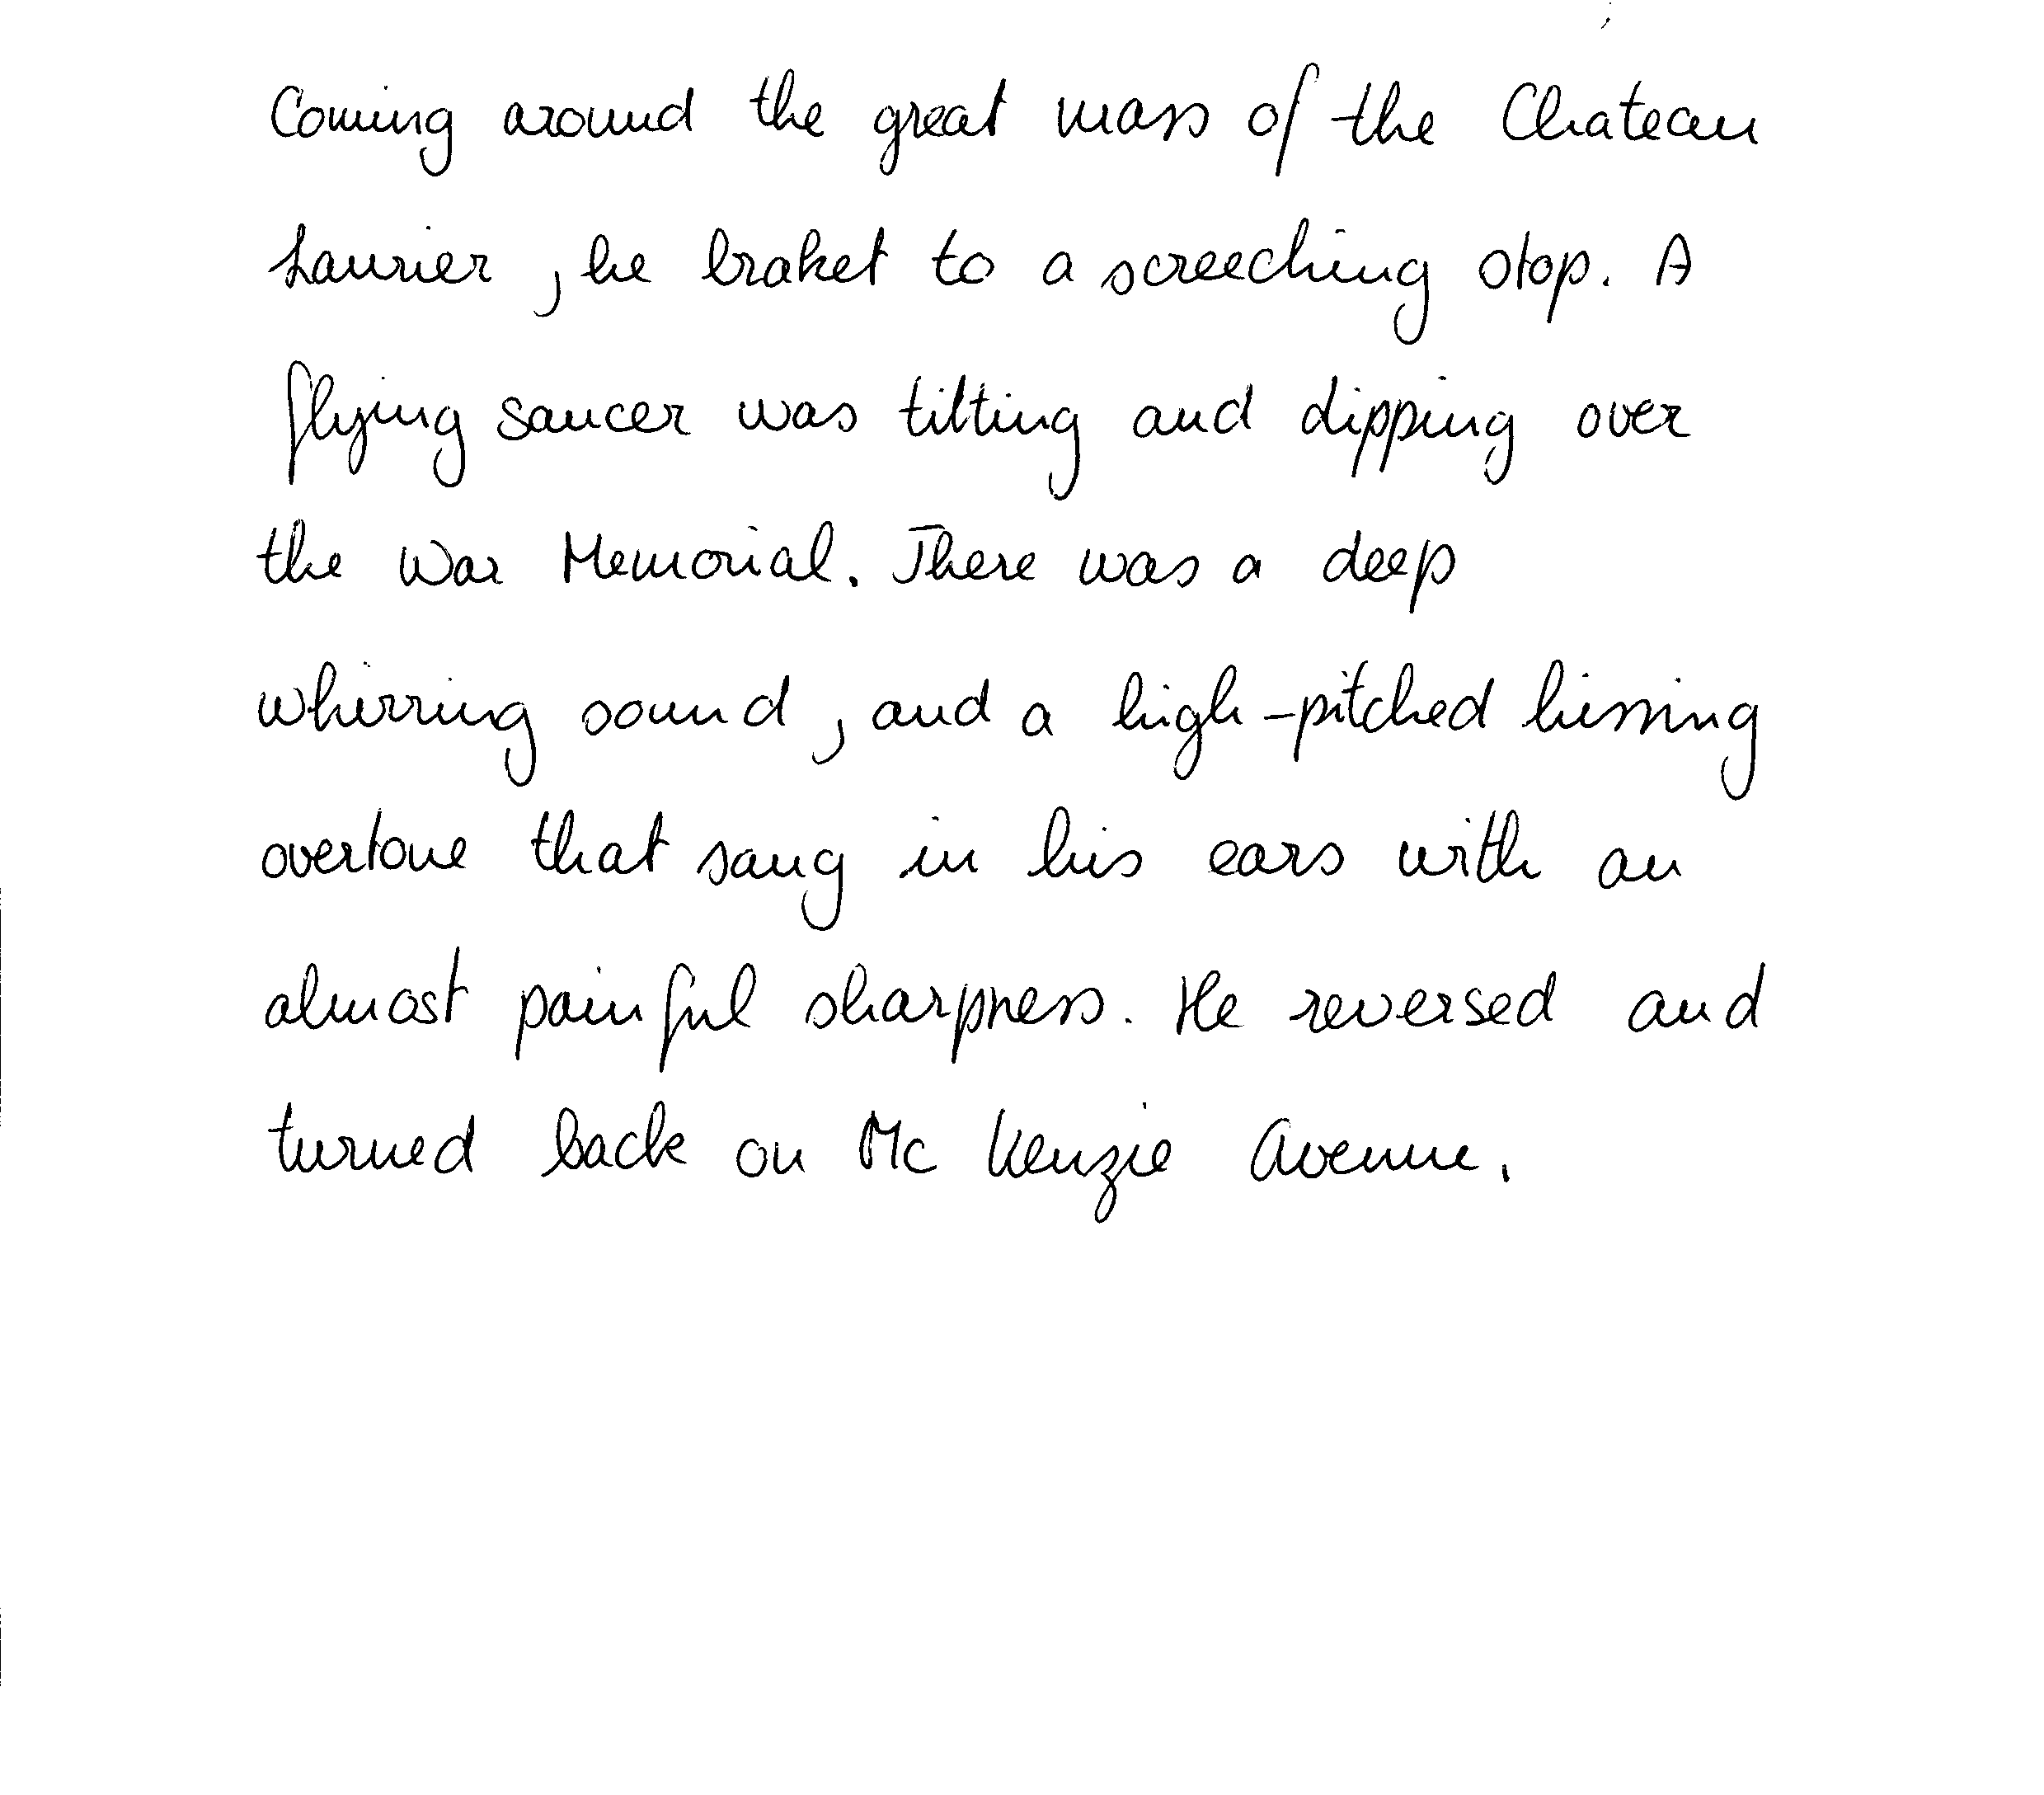 Coming around the great mass of the Chateau
Laurier, he braket to a screeching stop. A
flying saucer was tilting and dipping over
the War Memorial. There was a deep
whirring sound, and a high-pitched hissing
overtone that sang in his ears with an
almost painful sharpness. He reversed and
turned back on Mc Kenzie Avenue.